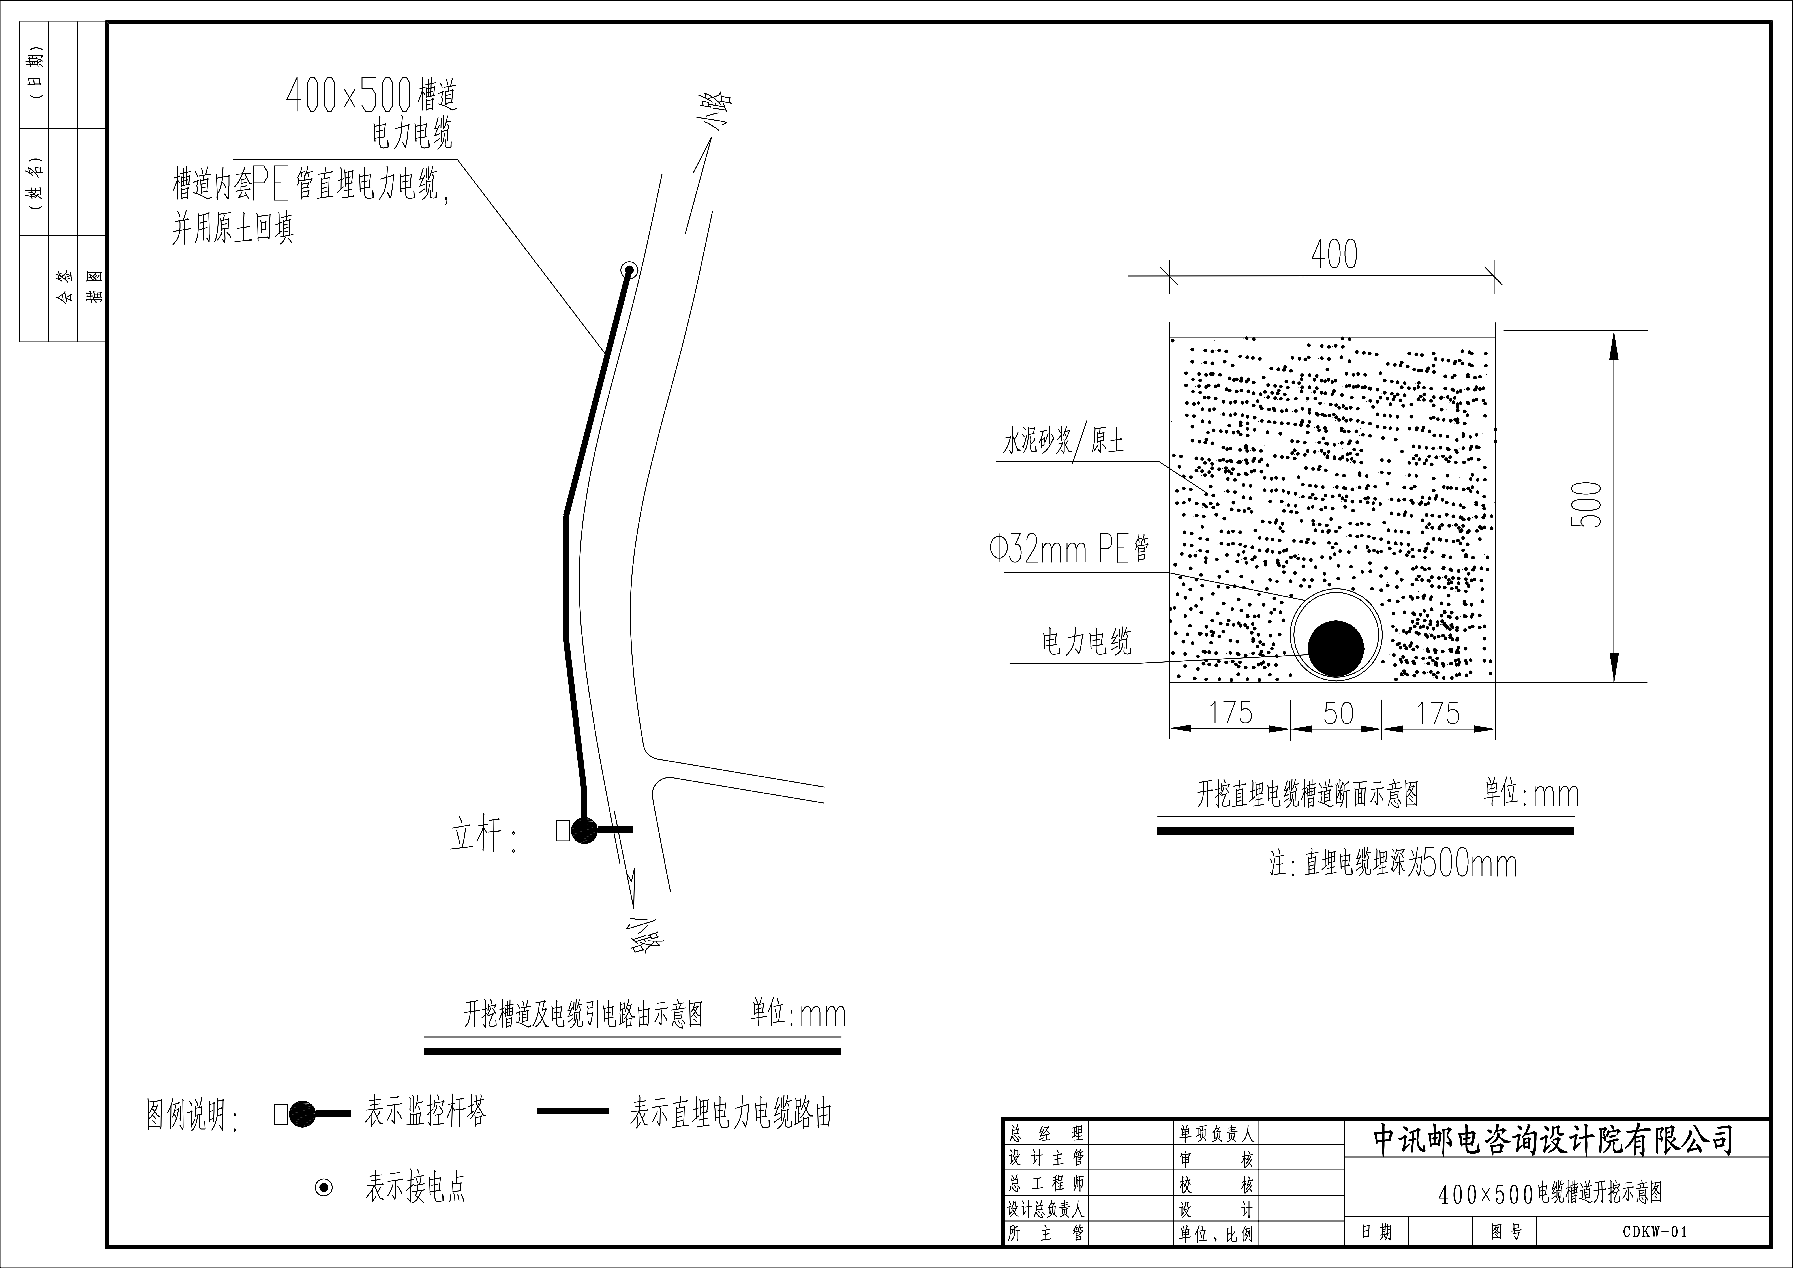 (日 期)
(姓 名)
会 签
描 图
400×500槽道
电力电缆
槽道内套PE管直埋电力电缆,
并用原土回填
小路
立杆:
小路
开挖槽道及电缆引电路由示意图 单位:mm
图例说明: 表示监控杆塔 表示直埋电力电缆路由
表示接电点
400
水泥砂浆/原土
500
Φ32mm PE管
电力电缆
175 50 175
开挖直埋电缆槽道断面示意图 单位:mm
注:直埋电缆埋深为500mm
总 经 理 单项负责人
设计主管 审 核
总工程师 校 核
设计总负责人 设 计
所 主 管 单位、比例
中讯邮电咨询设计院有限公司
400×500电缆槽道开挖示意图
日期 图号 CDKW-01